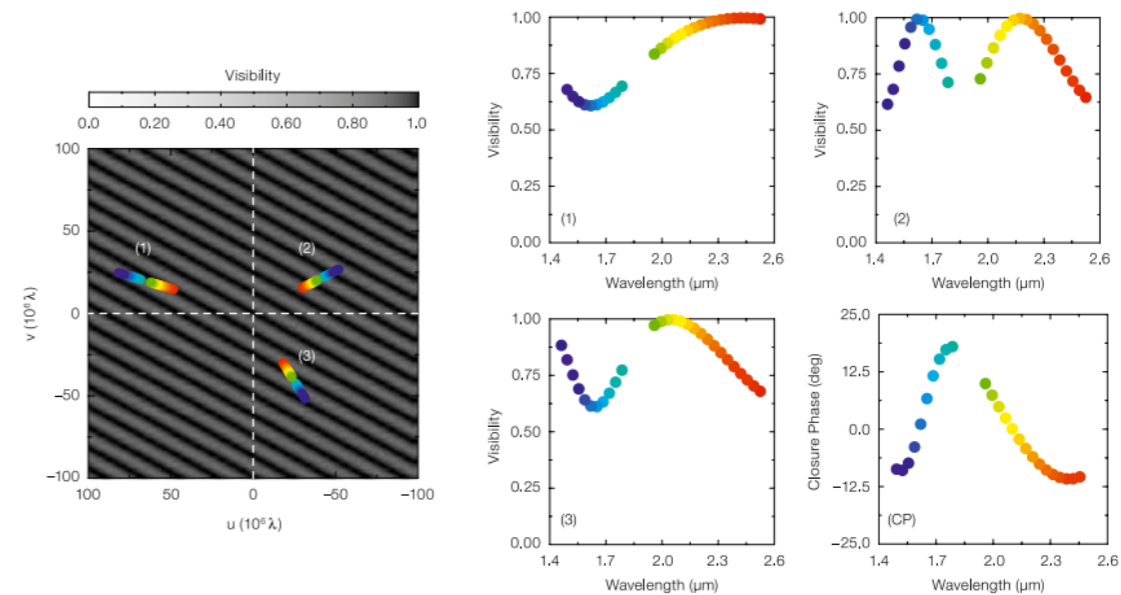 Visibility
0.0 0.20 0.40 0.60 0.80 1.0
100
50
0
−50
−100
v (10⁶ λ)
(1)
(2)
(3)
100 50 0 −50 −100
u (10⁶ λ)
1.00
0.75
0.50
0.25
0.00
Visibility
(1)
1.4 1.7 2.0 2.3 2.6
Wavelength (µm)
1.00
0.75
0.50
0.25
0.00
Visibility
(2)
1.4 1.7 2.0 2.3 2.6
Wavelength (µm)
1.00
0.75
0.50
0.25
0.00
Visibility
(3)
1.4 1.7 2.0 2.3 2.6
Wavelength (µm)
25.0
12.5
0.0
−12.5
−25.0
Closure Phase (deg)
(CP)
1.4 1.7 2.0 2.3 2.6
Wavelength (µm)